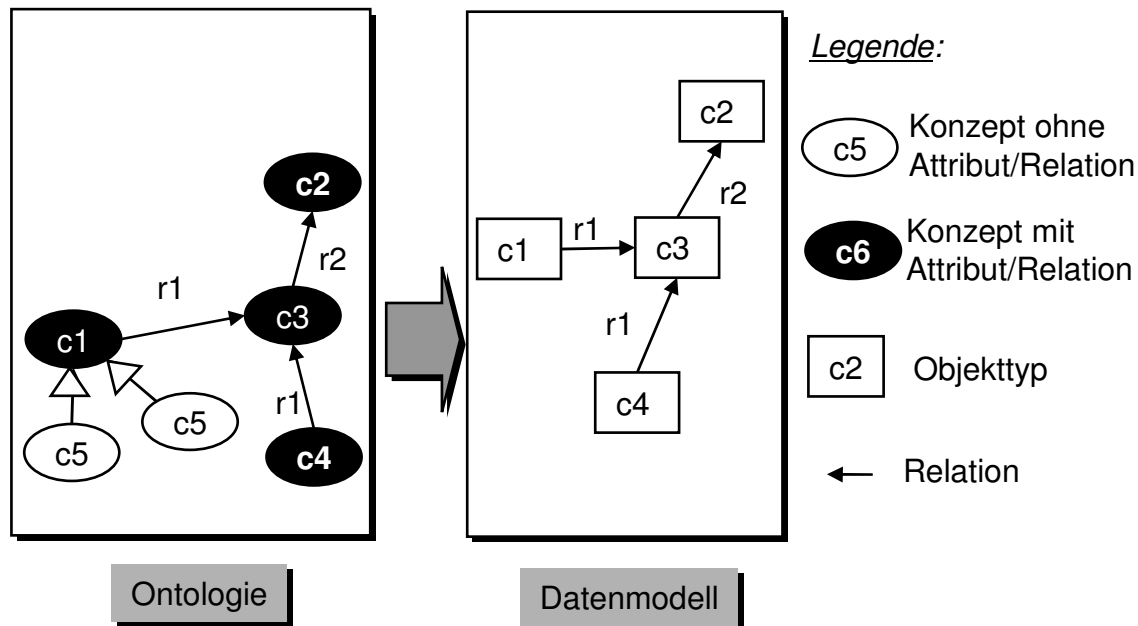 c2
r2
r1
c3
c1
r1
c5
c5
c4
Ontologie
c2
r2
r1
c1
c3
r1
c4
Datenmodell
Legende:
c5
Konzept ohne
Attribut/Relation
c6
Konzept mit
Attribut/Relation
c2
Objekttyp
Relation